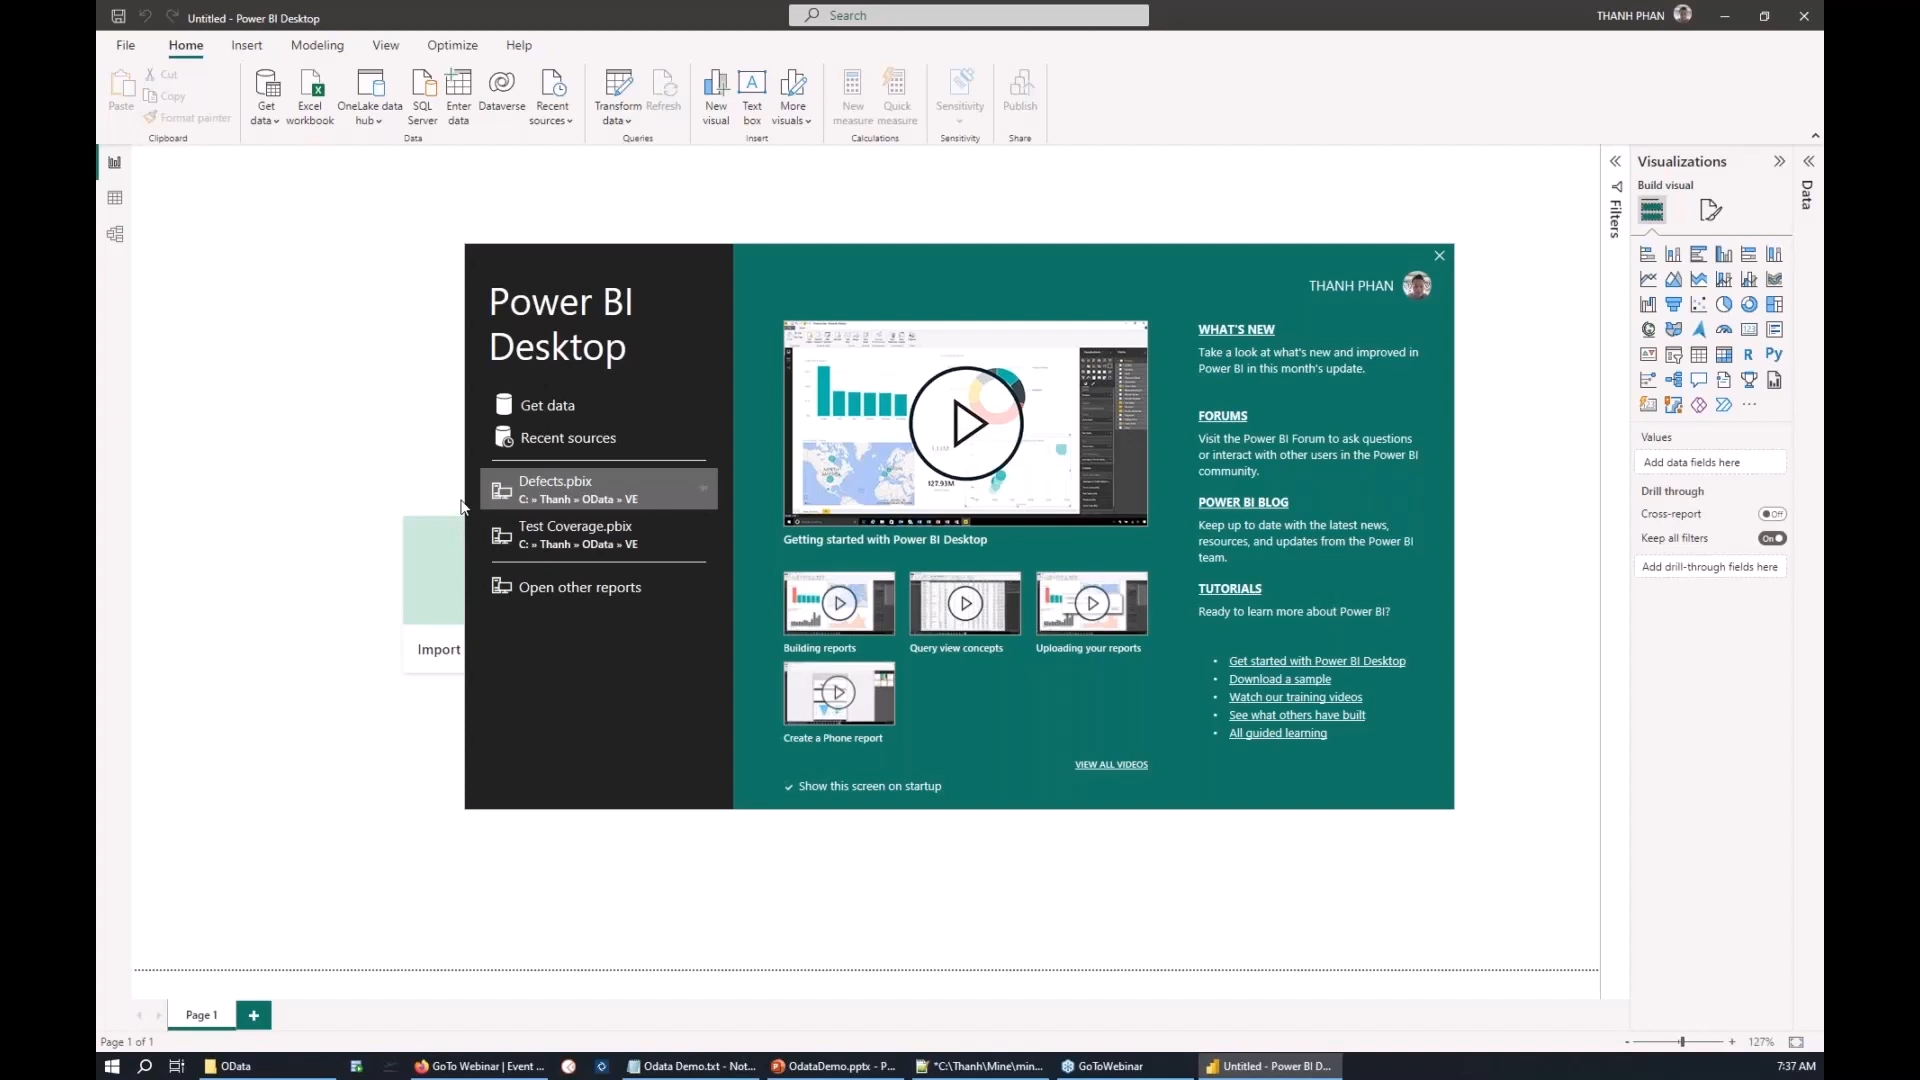 Untitled - Power BI Desktop
Search
THANH PHAN
File
Home
Insert
Modeling
View
Optimize
Help
Paste
Cut
Copy
Format painter
Clipboard
Get data
Excel workbook
OneLake data hub
SQL Server
Enter data
Dataverse
Recent sources
Data
Transform data
Refresh
Queries
New visual
Text box
More visuals
Insert
New measure
Quick measure
Calculations
Sensitivity
Sensitivity
Publish
Share
Filters
Visualizations
Build visual
Data
R
Py
123
Values
Add data fields here
Drill through
Cross-report
Off
Keep all filters
On
Add drill-through fields here
Power BI
Desktop
Get data
Recent sources
Defects.pbix
C: » Thanh » OData » VE
Test Coverage.pbix
C: » Thanh » OData » VE
Open other reports
Import
THANH PHAN
127.93M
Getting started with Power BI Desktop
Building reports
Query view concepts
Uploading your reports
Create a Phone report
VIEW ALL VIDEOS
Show this screen on startup
WHAT'S NEW
Take a look at what's new and improved in
Power BI in this month's update.
FORUMS
Visit the Power BI Forum to ask questions
or interact with other users in the Power BI
community.
POWER BI BLOG
Keep up to date with the latest news,
resources, and updates from the Power BI
team.
TUTORIALS
Ready to learn more about Power BI?
• Get started with Power BI Desktop
• Download a sample
• Watch our training videos
• See what others have built
• All guided learning
Page 1
+
Page 1 of 1
- + 127%
OData
GoTo Webinar | Event ...
Odata Demo.txt - Not...
OdataDemo.pptx - P...
*C:\Thanh\Mine\min...
GoToWebinar
Untitled - Power BI D...
7:37 AM